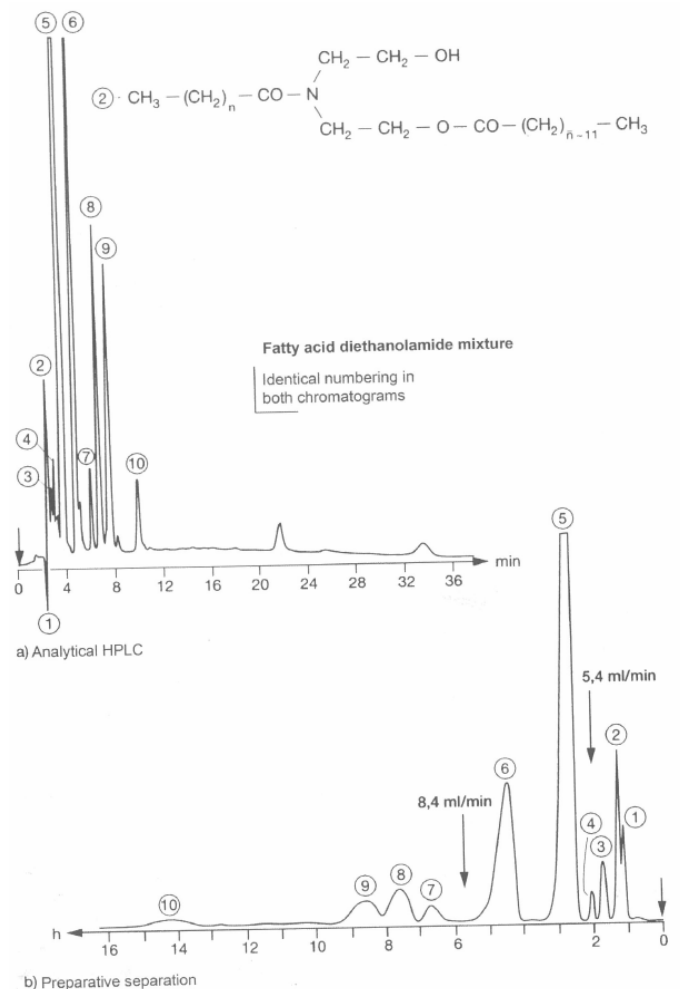 ⑤ ⑥
CH₂ — CH₂ — OH
② · CH₃ — (CH₂)ₙ — CO — N
CH₂ — CH₂ — O — CO — (CH₂)ñ₋₁₁ — CH₃
⑧
⑨
Fatty acid diethanolamide mixture
Identical numbering in
both chromatograms
②
④
⑦
⑩
③
min
0 4 8 12 16 20 24 28 32 36
①
a) Analytical HPLC
⑤
5,4 ml/min
②
⑥
8,4 ml/min
④
①
③
⑨
⑧
⑦
⑩
h
16 14 12 10 8 6 2 0
b) Preparative separation